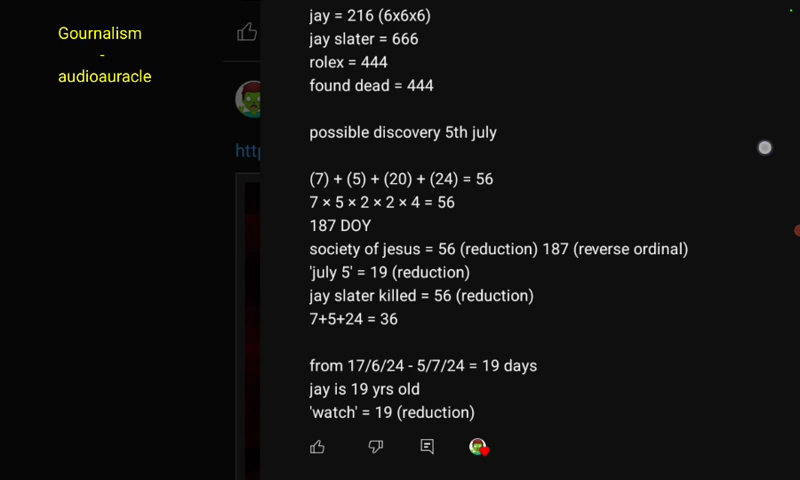 Gournalism
-
audioauracle
jay = 216 (6x6x6)
jay slater = 666
rolex = 444
found dead = 444
possible discovery 5th july
(7) + (5) + (20) + (24) = 56
7 × 5 × 2 × 2 × 4 = 56
187 DOY
society of jesus = 56 (reduction) 187 (reverse ordinal)
'july 5' = 19 (reduction)
jay slater killed = 56 (reduction)
7+5+24 = 36
from 17/6/24 - 5/7/24 = 19 days
jay is 19 yrs old
'watch' = 19 (reduction)
http